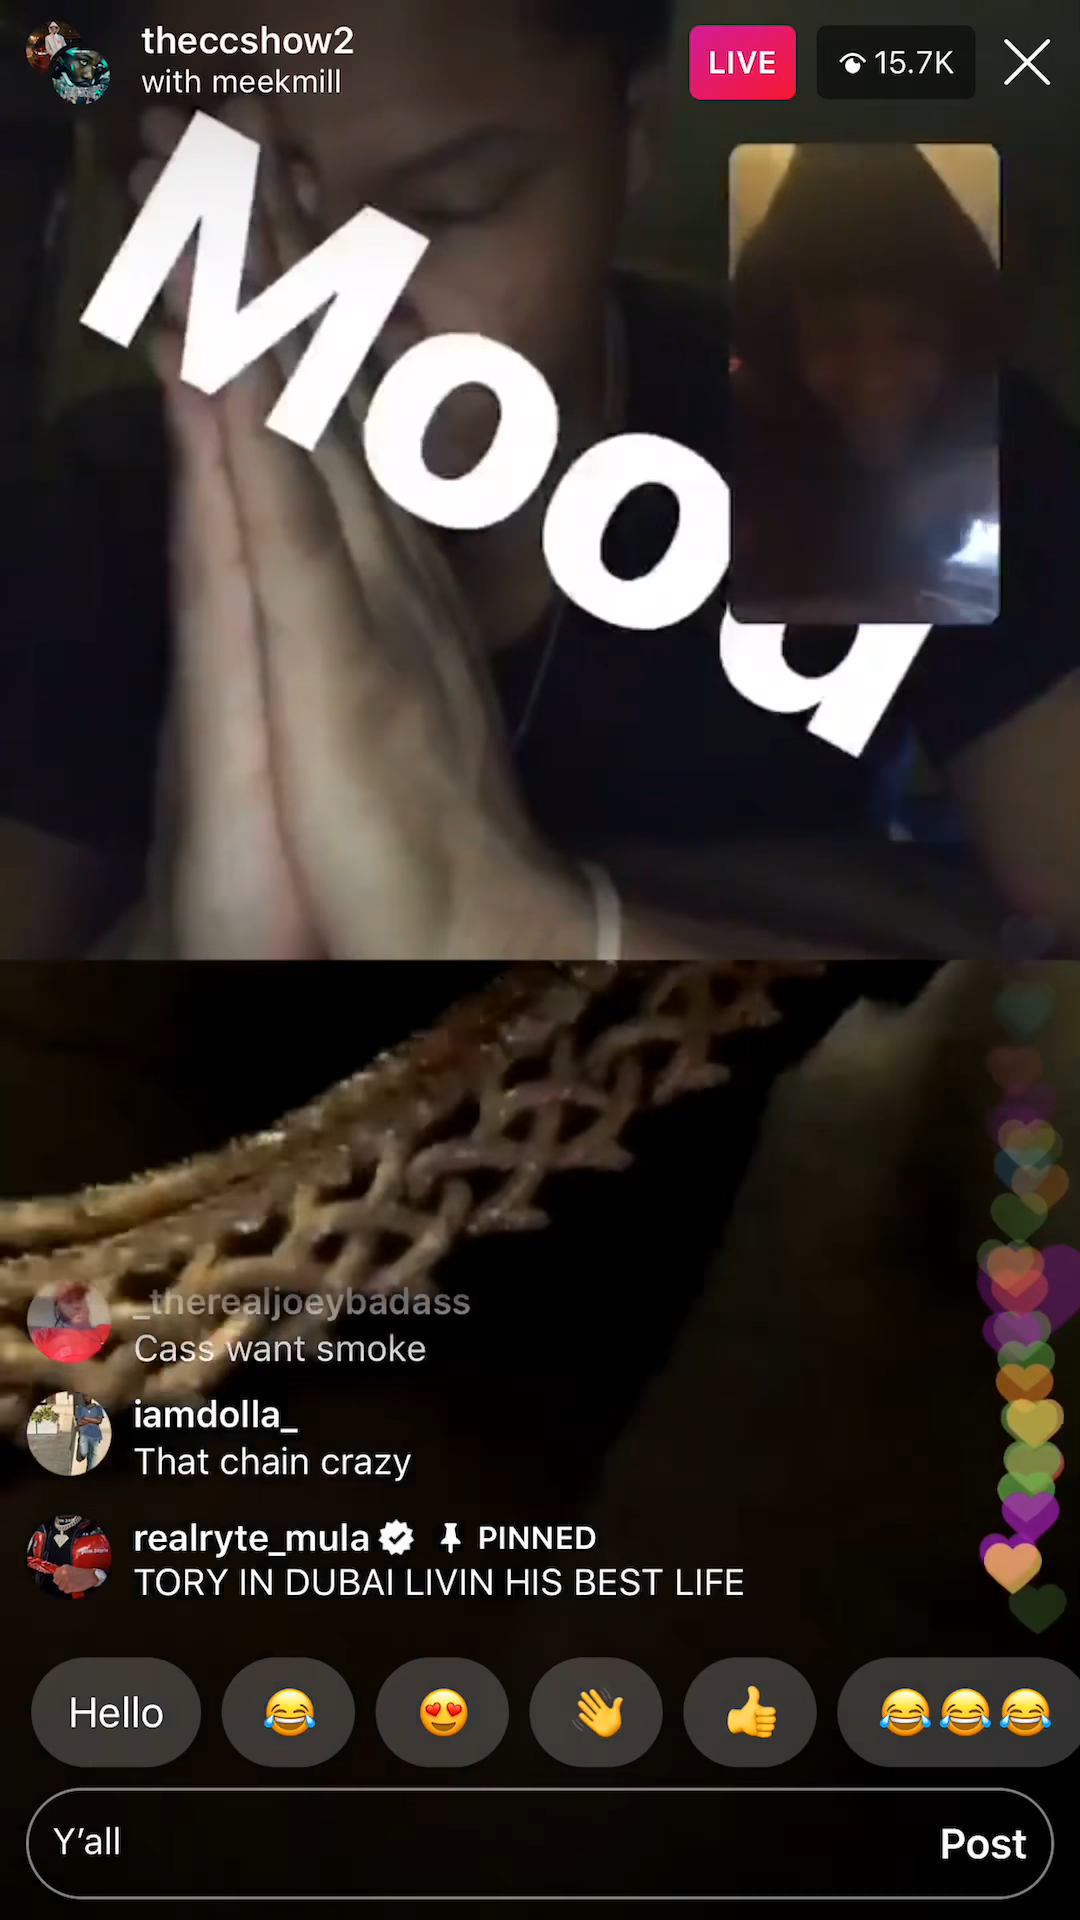 theccshow2
with meekmill
LIVE
15.7K
Mood
_therealjoeybadass
Cass want smoke
iamdolla_
That chain crazy
realryte_mula
PINNED
TORY IN DUBAI LIVIN HIS BEST LIFE
Hello
😂
😍
👋
👍
😂😂😂
Y’all
Post